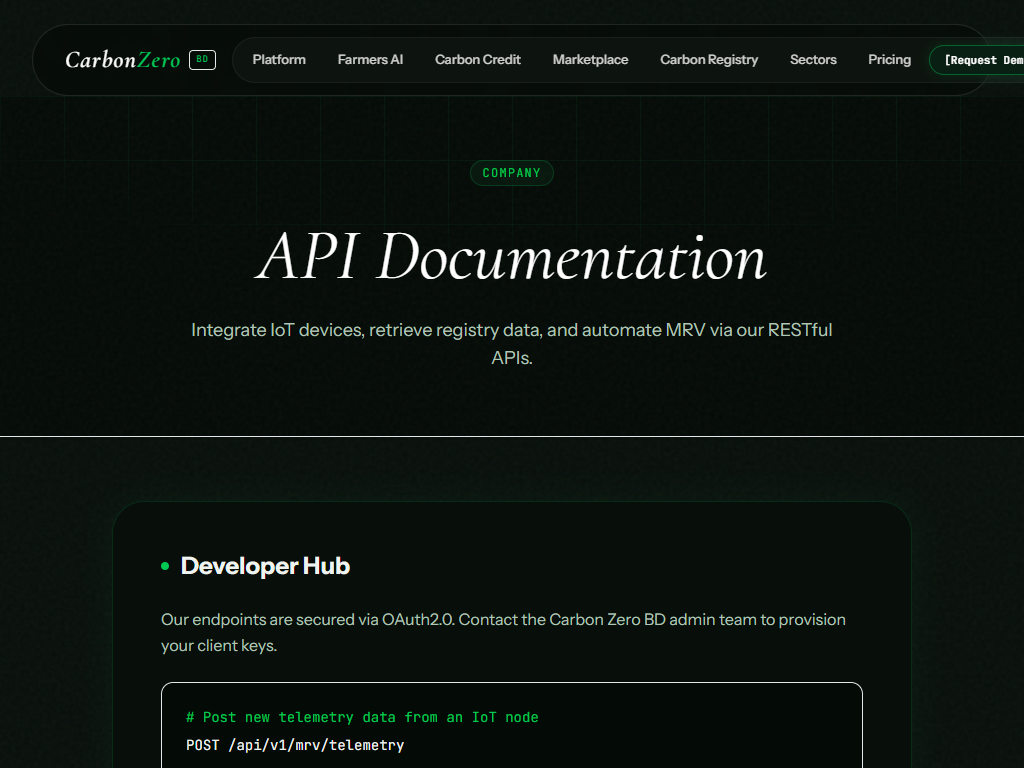 CarbonZero BD
Platform Farmers AI Carbon Credit Marketplace Carbon Registry Sectors Pricing [Request Dem
COMPANY
API Documentation
Integrate IoT devices, retrieve registry data, and automate MRV via our RESTful
APIs.
Developer Hub
Our endpoints are secured via OAuth2.0. Contact the Carbon Zero BD admin team to provision
your client keys.
# Post new telemetry data from an IoT node
POST /api/v1/mrv/telemetry